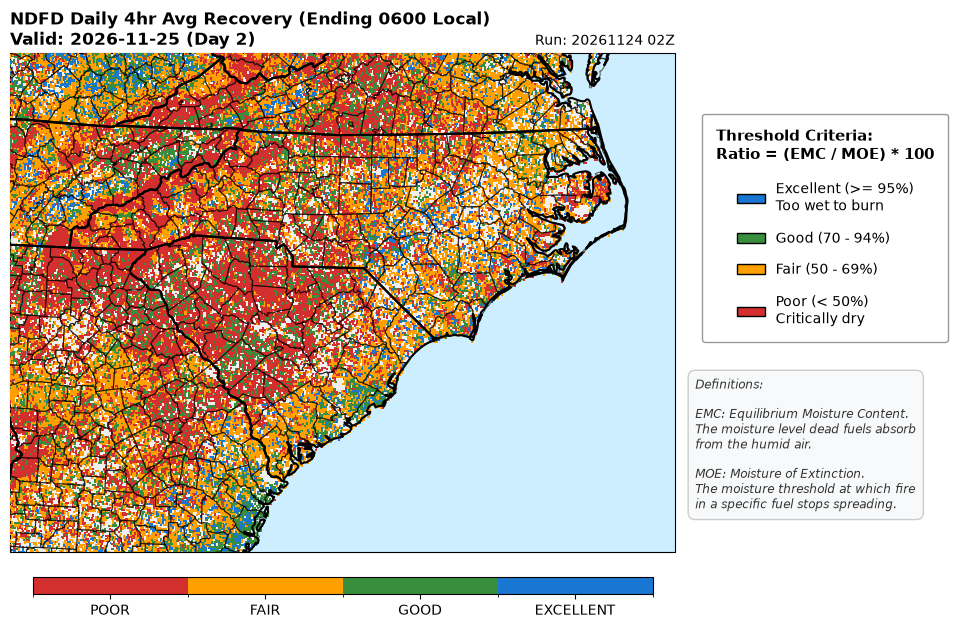 NDFD Daily 4hr Avg Recovery (Ending 0600 Local)
Valid: 2026-11-25 (Day 2)
Run: 20261124 02Z
Threshold Criteria:
Ratio = (EMC / MOE) * 100
Excellent (>= 95%)
Too wet to burn
Good (70 - 94%)
Fair (50 - 69%)
Poor (< 50%)
Critically dry
Definitions:
EMC: Equilibrium Moisture Content.
The moisture level dead fuels absorb
from the humid air.
MOE: Moisture of Extinction.
The moisture threshold at which fire
in a specific fuel stops spreading.
POOR
FAIR
GOOD
EXCELLENT